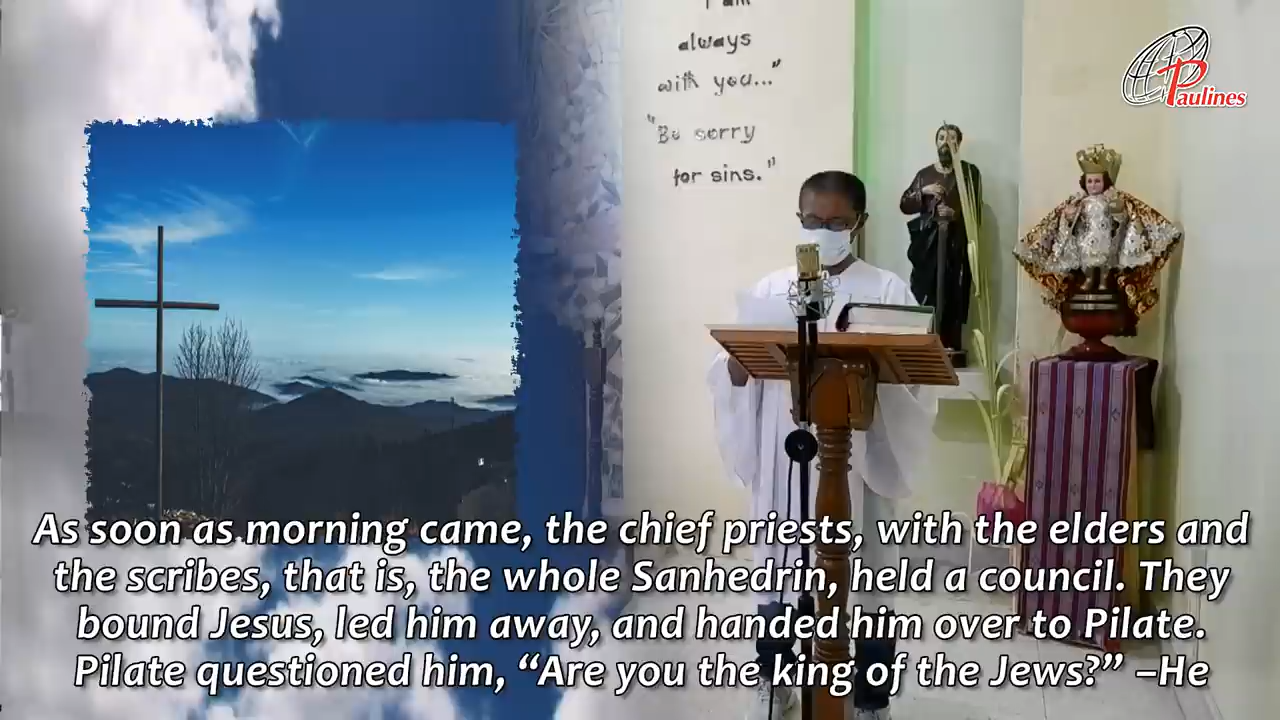 I am
always
with you..."
"Be sorry
for sins."
Paulines
As soon as morning came, the chief priests, with the elders and
the scribes, that is, the whole Sanhedrin, held a council. They
bound Jesus, led him away, and handed him over to Pilate.
Pilate questioned him, “Are you the king of the Jews?” –He